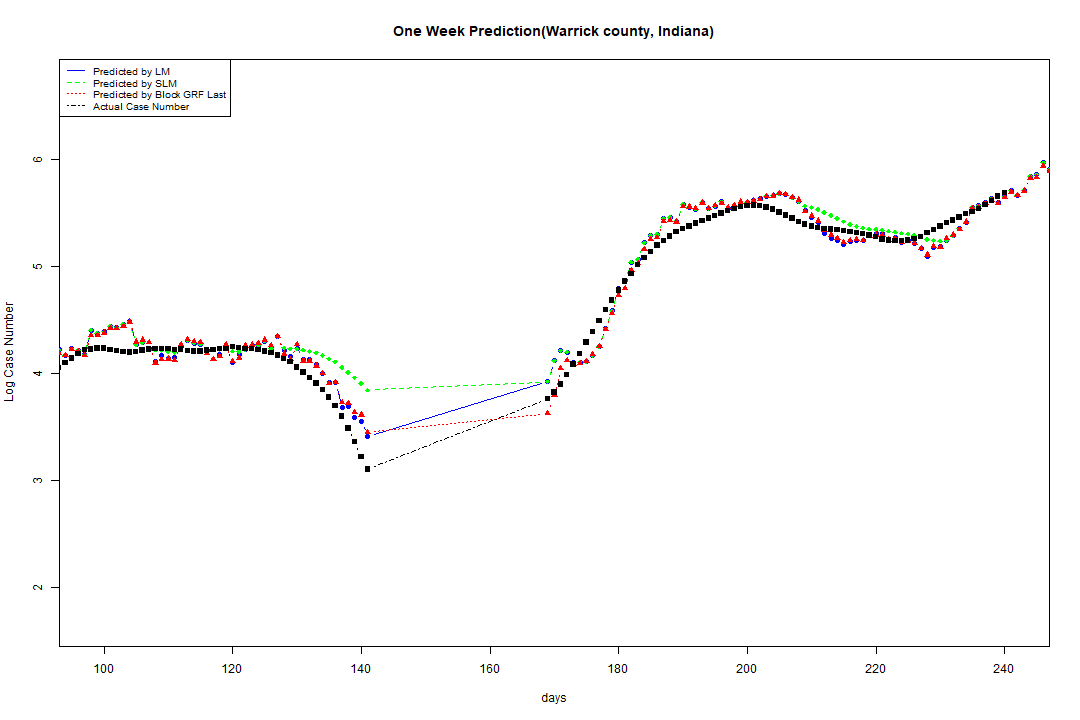 One Week Prediction(Warrick county, Indiana)
Predicted by LM
Predicted by SLM
Predicted by Block GRF Last
Actual Case Number
6
5
4
3
2
Log Case Number
100 120 140 160 180 200 220 240
days